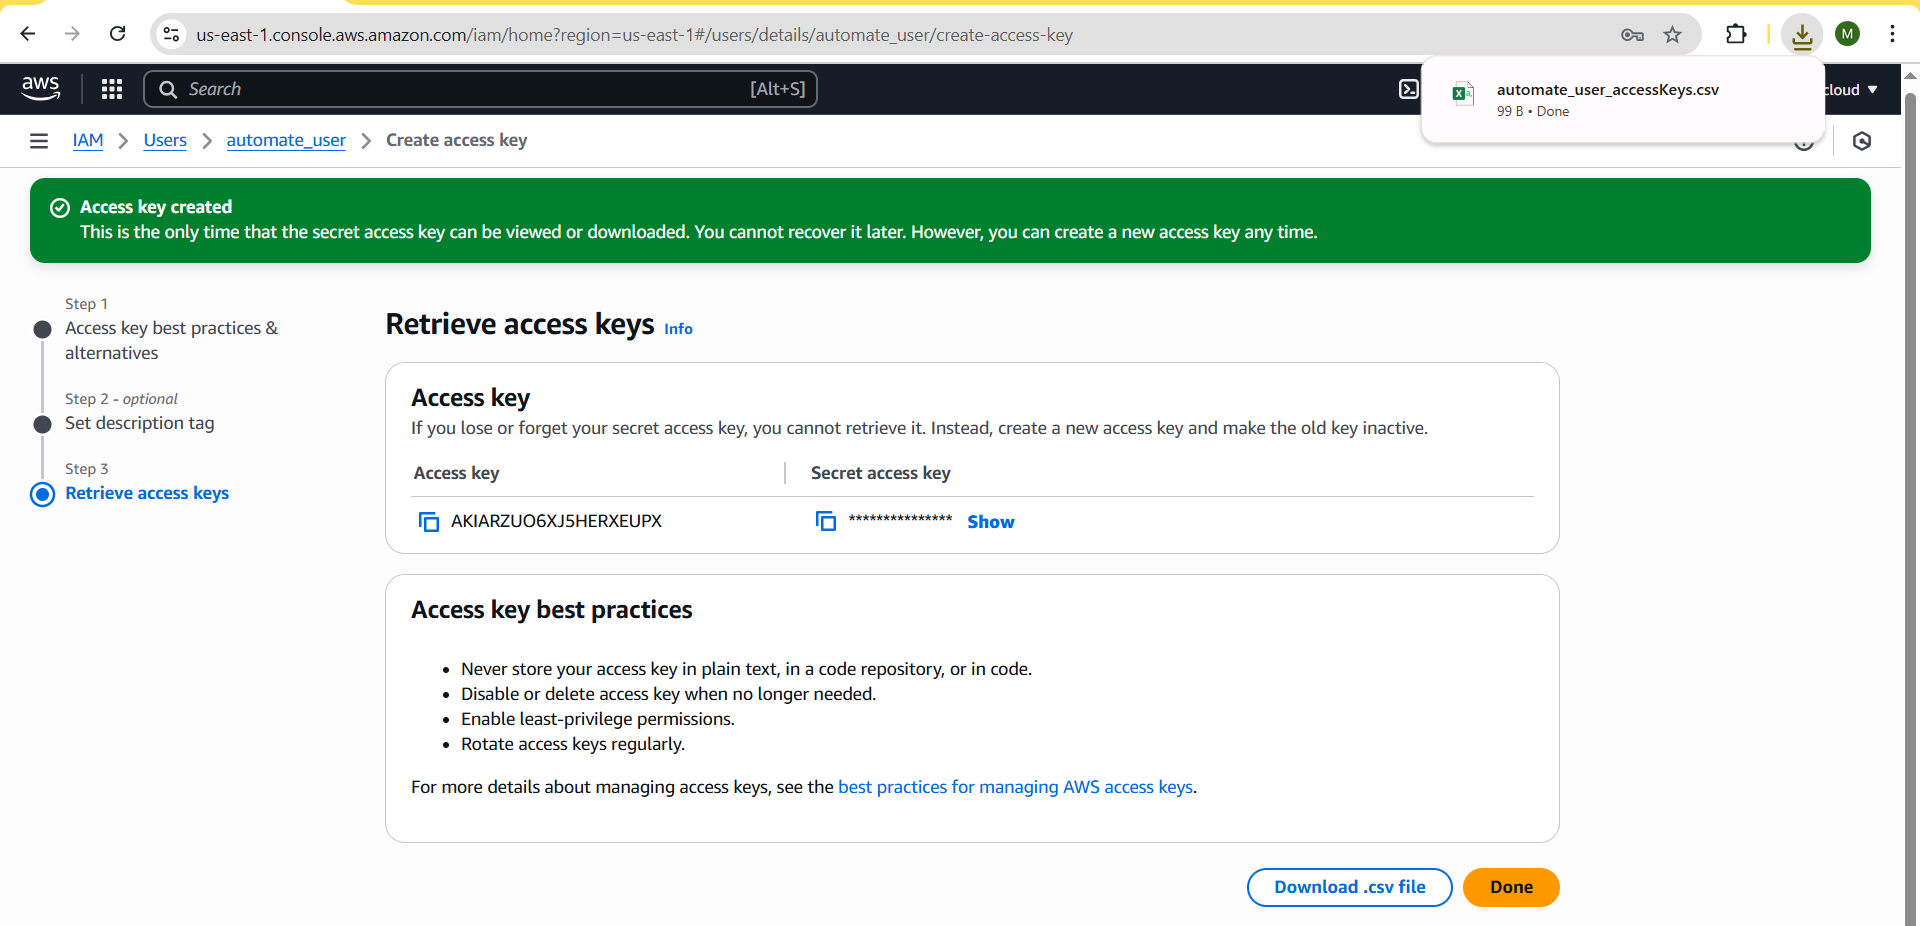 us-east-1.console.aws.amazon.com/iam/home?region=us-east-1#/users/details/automate_user/create-access-key
M
aws
Search
[Alt+S]
automate_user_accessKeys.csv
99 B • Done
cloud
IAM
Users
automate_user
Create access key
Access key created
This is the only time that the secret access key can be viewed or downloaded. You cannot recover it later. However, you can create a new access key any time.
Step 1
Access key best practices &
alternatives
Step 2 - optional
Set description tag
Step 3
Retrieve access keys
Retrieve access keys
Info
Access key
If you lose or forget your secret access key, you cannot retrieve it. Instead, create a new access key and make the old key inactive.
Access key
Secret access key
AKIARZUO6XJ5HERXEUPX
***************
Show
Access key best practices
• Never store your access key in plain text, in a code repository, or in code.
• Disable or delete access key when no longer needed.
• Enable least-privilege permissions.
• Rotate access keys regularly.
For more details about managing access keys, see the best practices for managing AWS access keys.
Download .csv file
Done